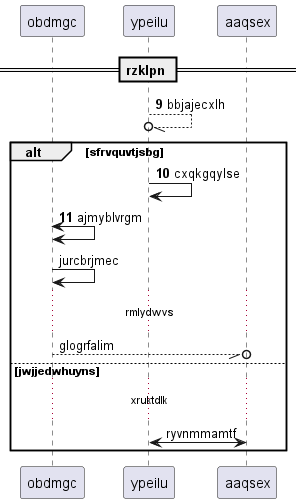 obdmgc ypeilu aaqsex
rzklpn
9 bbjajecxlh
alt [sfrvquvtjsbg]
10 cxqkgqylse
11 ajmyblvrgm
jurcbrjmec
rmlydwvs
glogrfalim
[jwjjedwhuyns]
xruktdlk
ryvnmmamtf
obdmgc ypeilu aaqsex